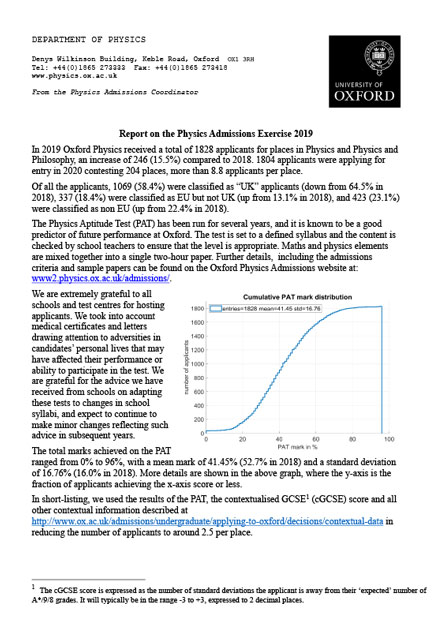 DEPARTMENT OF PHYSICS
Denys Wilkinson Building, Keble Road, Oxford OX1 3RH
Tel: +44(0)1865 273333 Fax: +44(0)1865 273418
www.physics.ox.ac.uk
From the Physics Admissions Coordinator
UNIVERSITY OF
OXFORD
Report on the Physics Admissions Exercise 2019
In 2019 Oxford Physics received a total of 1828 applicants for places in Physics and Physics and
Philosophy, an increase of 246 (15.5%) compared to 2018. 1804 applicants were applying for
entry in 2020 contesting 204 places, more than 8.8 applicants per place.
Of all the applicants, 1069 (58.4%) were classified as “UK” applicants (down from 64.5% in
2018), 337 (18.4%) were classified as EU but not UK (up from 13.1% in 2018), and 423 (23.1%)
were classified as non EU (up from 22.4% in 2018).
The Physics Aptitude Test (PAT) has been run for several years, and it is known to be a good
predictor of future performance at Oxford. The test is set to a defined syllabus and the content is
checked by school teachers to ensure that the level is appropriate. Maths and physics elements
are mixed together into a single two-hour paper. Further details, including the admissions
criteria and sample papers can be found on the Oxford Physics Admissions website at:
www2.physics.ox.ac.uk/admissions/.
We are extremely grateful to all
schools and test centres for hosting
applicants. We took into account
medical certificates and letters
drawing attention to adversities in
candidates’ personal lives that may
have affected their performance or
ability to participate in the test. We
are grateful for the advice we have
received from schools on adapting
these tests to changes in school
syllabi, and expect to continue to
make minor changes reflecting such
advice in subsequent years.
Cumulative PAT mark distribution
entries=1828 mean=41.45 std=16.76
number of applicants
1800
1600
1400
1200
1000
800
600
400
200
0
0 20 40 60 80 100
PAT mark in %
The total marks achieved on the PAT
ranged from 0% to 96%, with a mean mark of 41.45% (52.7% in 2018) and a standard deviation
of 16.76% (16.0% in 2018). More details are shown in the above graph, where the y-axis is the
fraction of applicants achieving the x-axis score or less.
In short-listing, we used the results of the PAT, the contextualised GCSE1 (cGCSE) score and all
other contextual information described at
http://www.ox.ac.uk/admissions/undergraduate/applying-to-oxford/decisions/contextual-data in
reducing the number of applicants to around 2.5 per place.
1 The cGCSE score is expressed as the number of standard deviations the applicant is away from their ‘expected’ number of
A*/9/8 grades. It will typically be in the range -3 to +3, expressed to 2 decimal places.